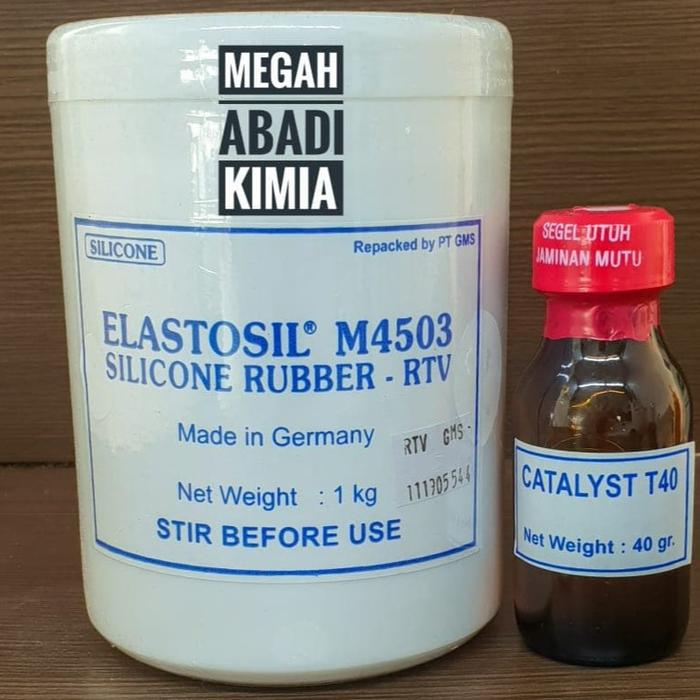 MEGAH
ABADI
KIMIA
SILICONE
Repacked by PT GMS
ELASTOSIL® M4503
SILICONE RUBBER - RTV
Made in Germany
RTV GMS -
Net Weight : 1 kg
111705544
STIR BEFORE USE
SEGEL UTUH
JAMINAN MUTU
CATALYST T40
Net Weight : 40 gr.